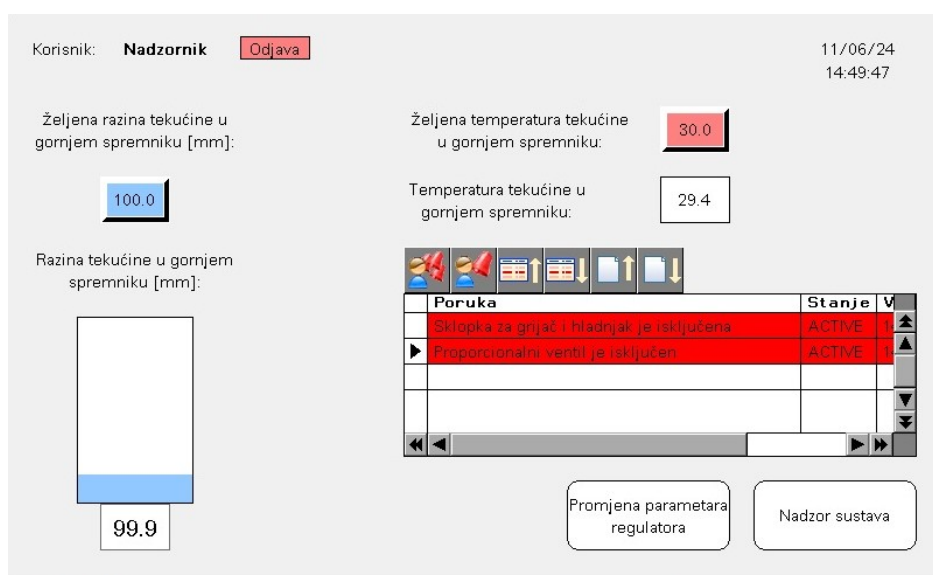 Korisnik: Nadzornik Odjava
11/06/24
14:49:47
Željena razina tekućine u
gornjem spremniku [mm]:
100.0
Željena temperatura tekućine
u gornjem spremniku:
30.0
Temperatura tekućine u
gornjem spremniku:
29.4
Razina tekućine u gornjem
spremniku [mm]:
99.9
Poruka Stanje V
Sklopka za grijač i hladnjak je isključena ACTIVE 1
Proporcionalni ventil je isključen ACTIVE 1
Promjena parametara
regulatora
Nadzor sustava